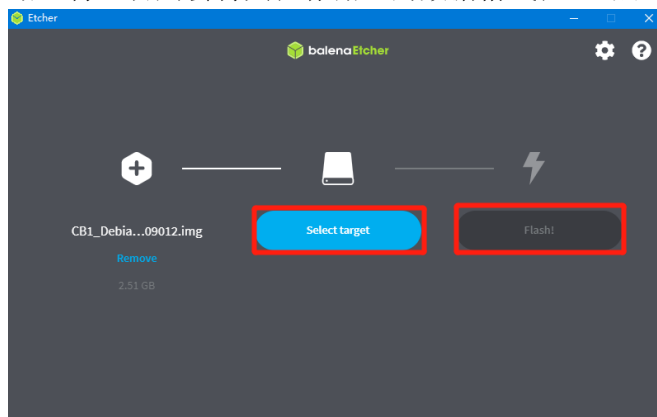 Etcher
balenaEtcher
CB1_Debia...09012.img
Select target
Flash!
Remove
2.51 GB